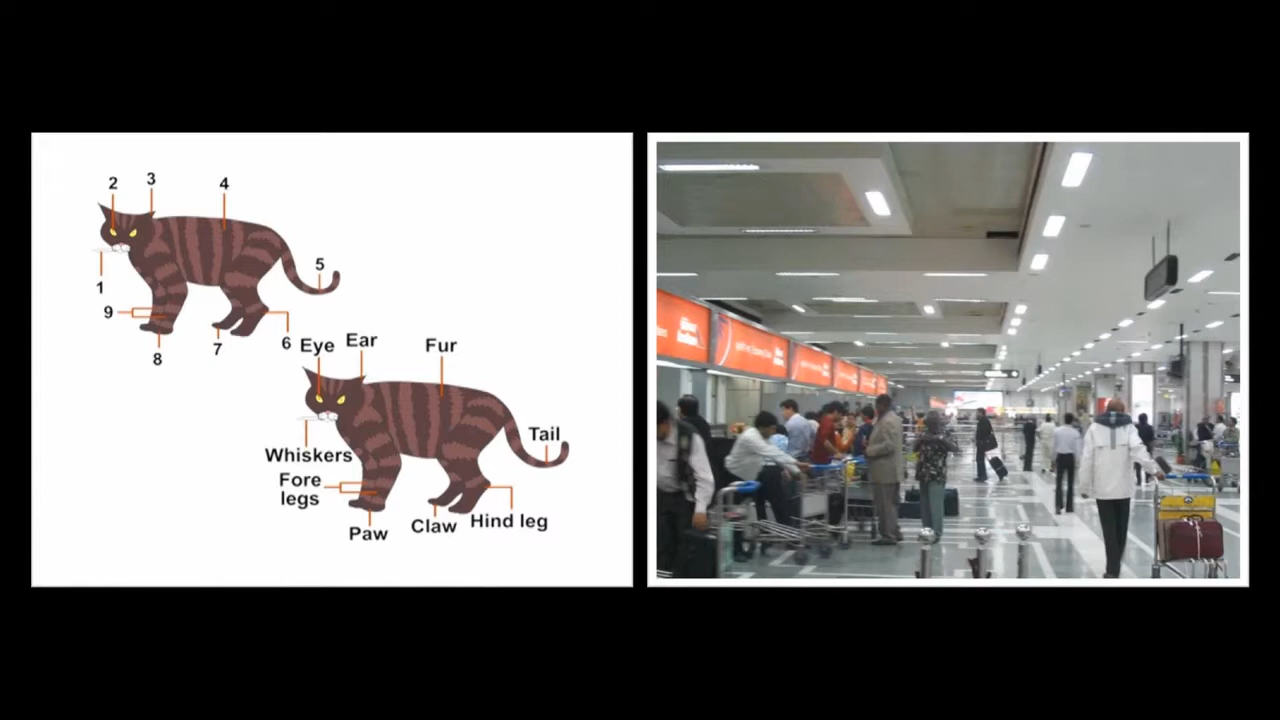 2
3
4
5
1
9
8
7
6
Eye
Ear
Fur
Tail
Whiskers
Fore
legs
Paw
Claw
Hind leg